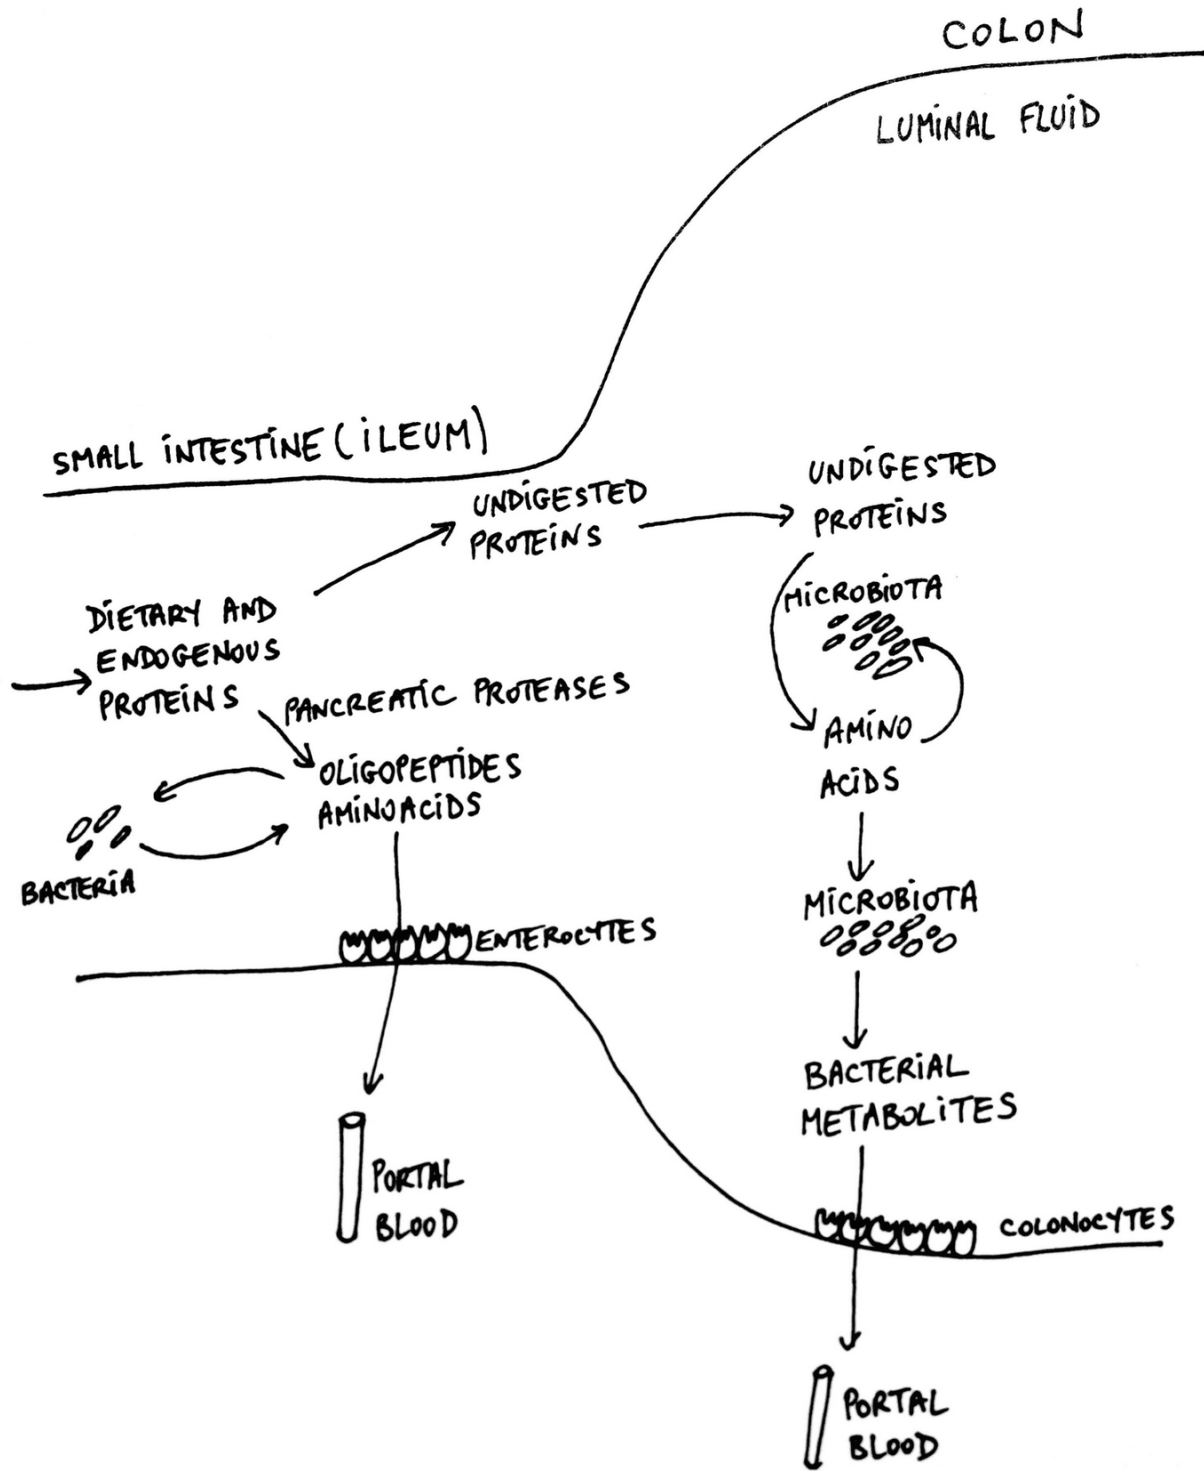 COLON
LUMINAL FLUID
SMALL INTESTINE (ILEUM)
UNDIGESTED
PROTEINS
UNDIGESTED
PROTEINS
DIETARY AND
ENDOGENOUS
PROTEINS
PANCREATIC PROTEASES
OLIGOPEPTIDES
AMINOACIDS
BACTERIA
ENTEROCYTES
PORTAL
BLOOD
MICROBIOTA
AMINO
ACIDS
MICROBIOTA
BACTERIAL
METABOLITES
COLONOCYTES
PORTAL
BLOOD